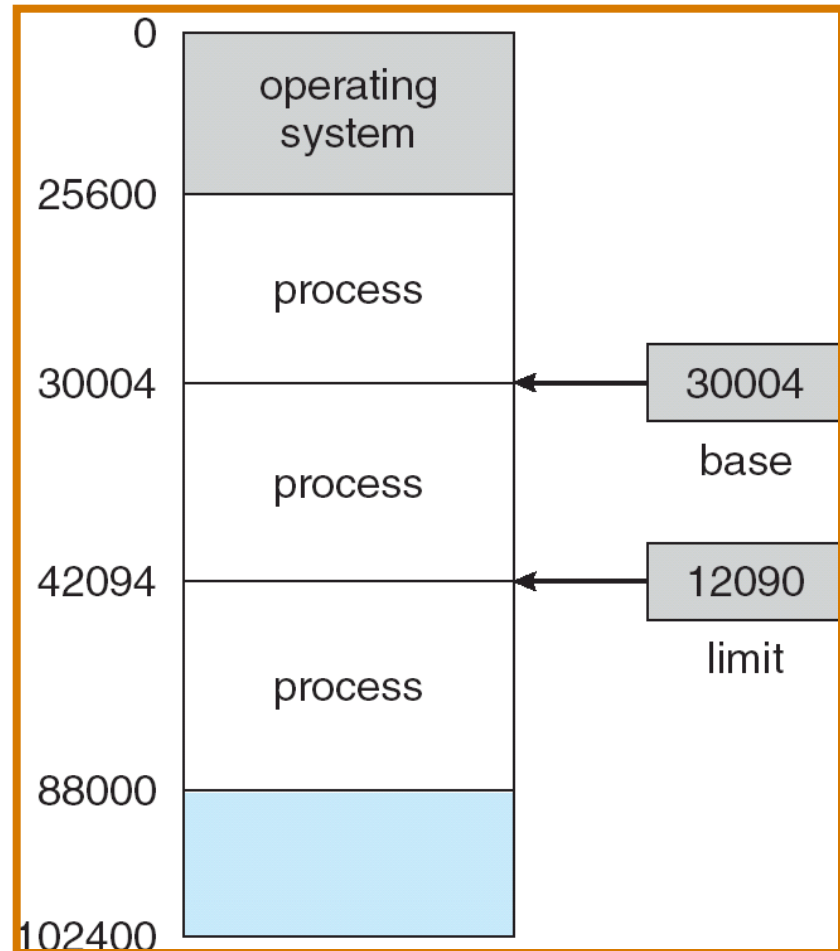 0
operating
system
25600
process
30004
30004
base
process
42094
12090
limit
process
88000
102400